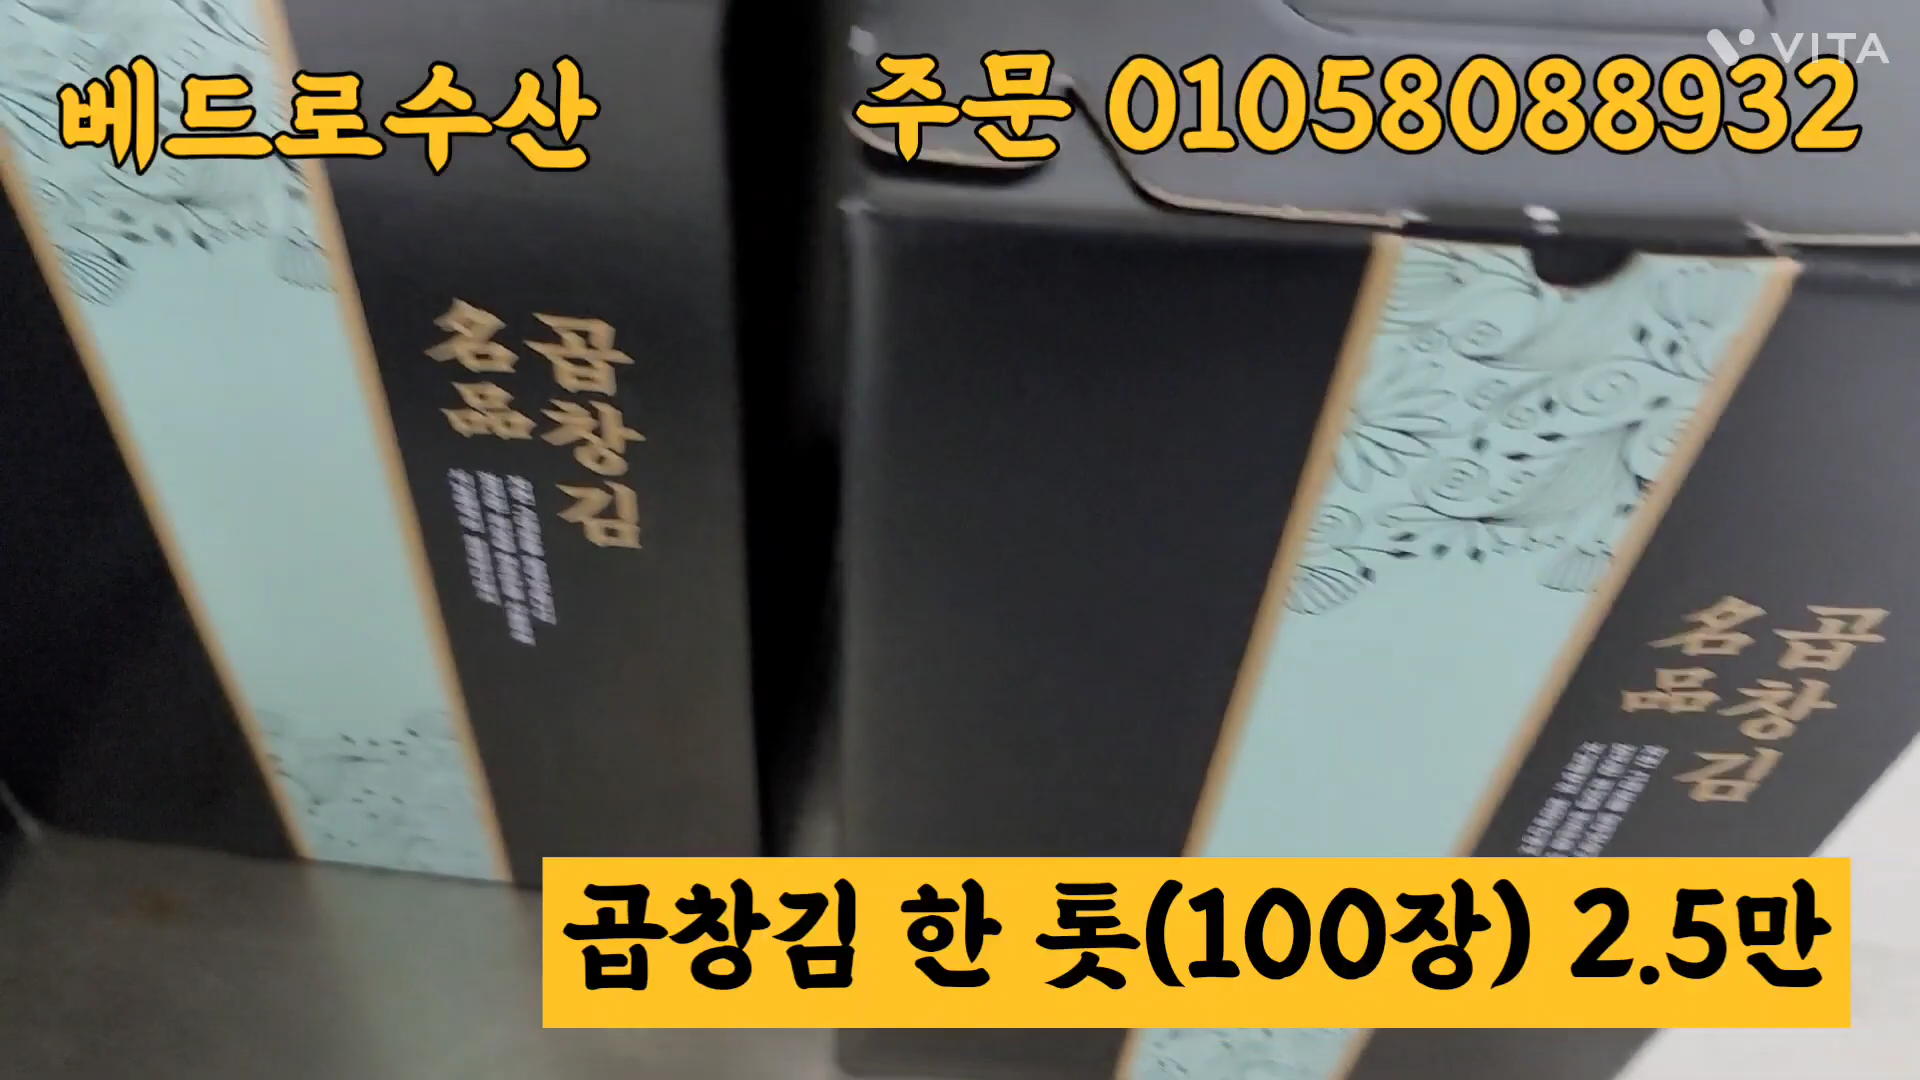 VITA
베드로수산
주문 01058088932
名品
곱창김
名品
곱창김
곱창김 한 톳(100장) 2.5만